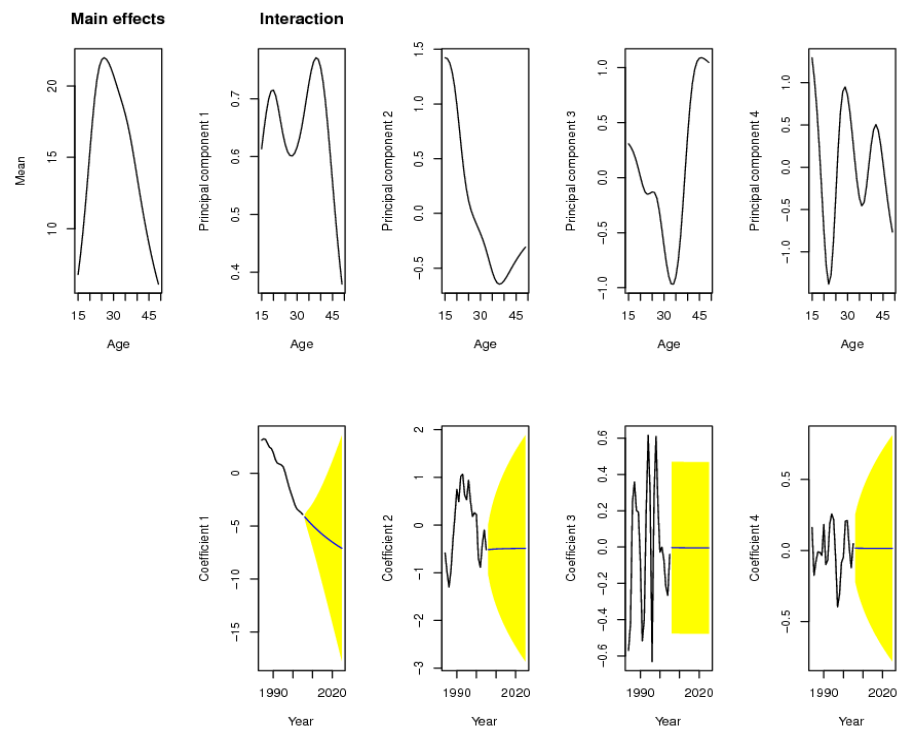 Main effects
Interaction
Mean
10 15 20
15 30 45
Age
Principal component 1
0.4 0.5 0.6 0.7
15 30 45
Age
Principal component 2
−0.5 0.0 0.5 1.0 1.5
15 30 45
Age
Principal component 3
−1.0 −0.5 0.0 0.5 1.0
15 30 45
Age
Principal component 4
−1.0 −0.5 0.0 0.5 1.0
15 30 45
Age
Coefficient 1
−15 −10 −5 0
1990 2020
Year
Coefficient 2
−3 −2 −1 0 1 2
1990 2020
Year
Coefficient 3
−0.6 −0.4 −0.2 0.0 0.2 0.4 0.6
1990 2020
Year
Coefficient 4
−0.5 0.0 0.5
1990 2020
Year